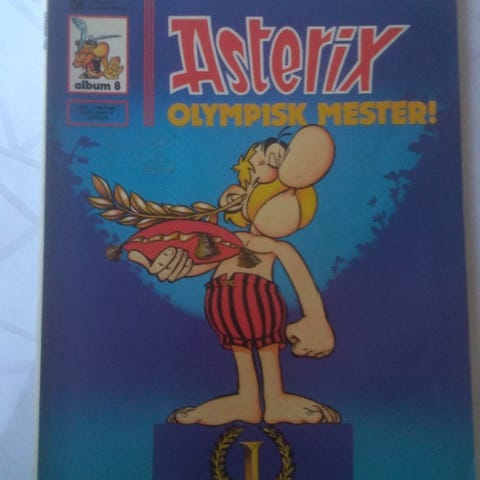 Asterix
OLYMPISK MESTER!
album 8
I